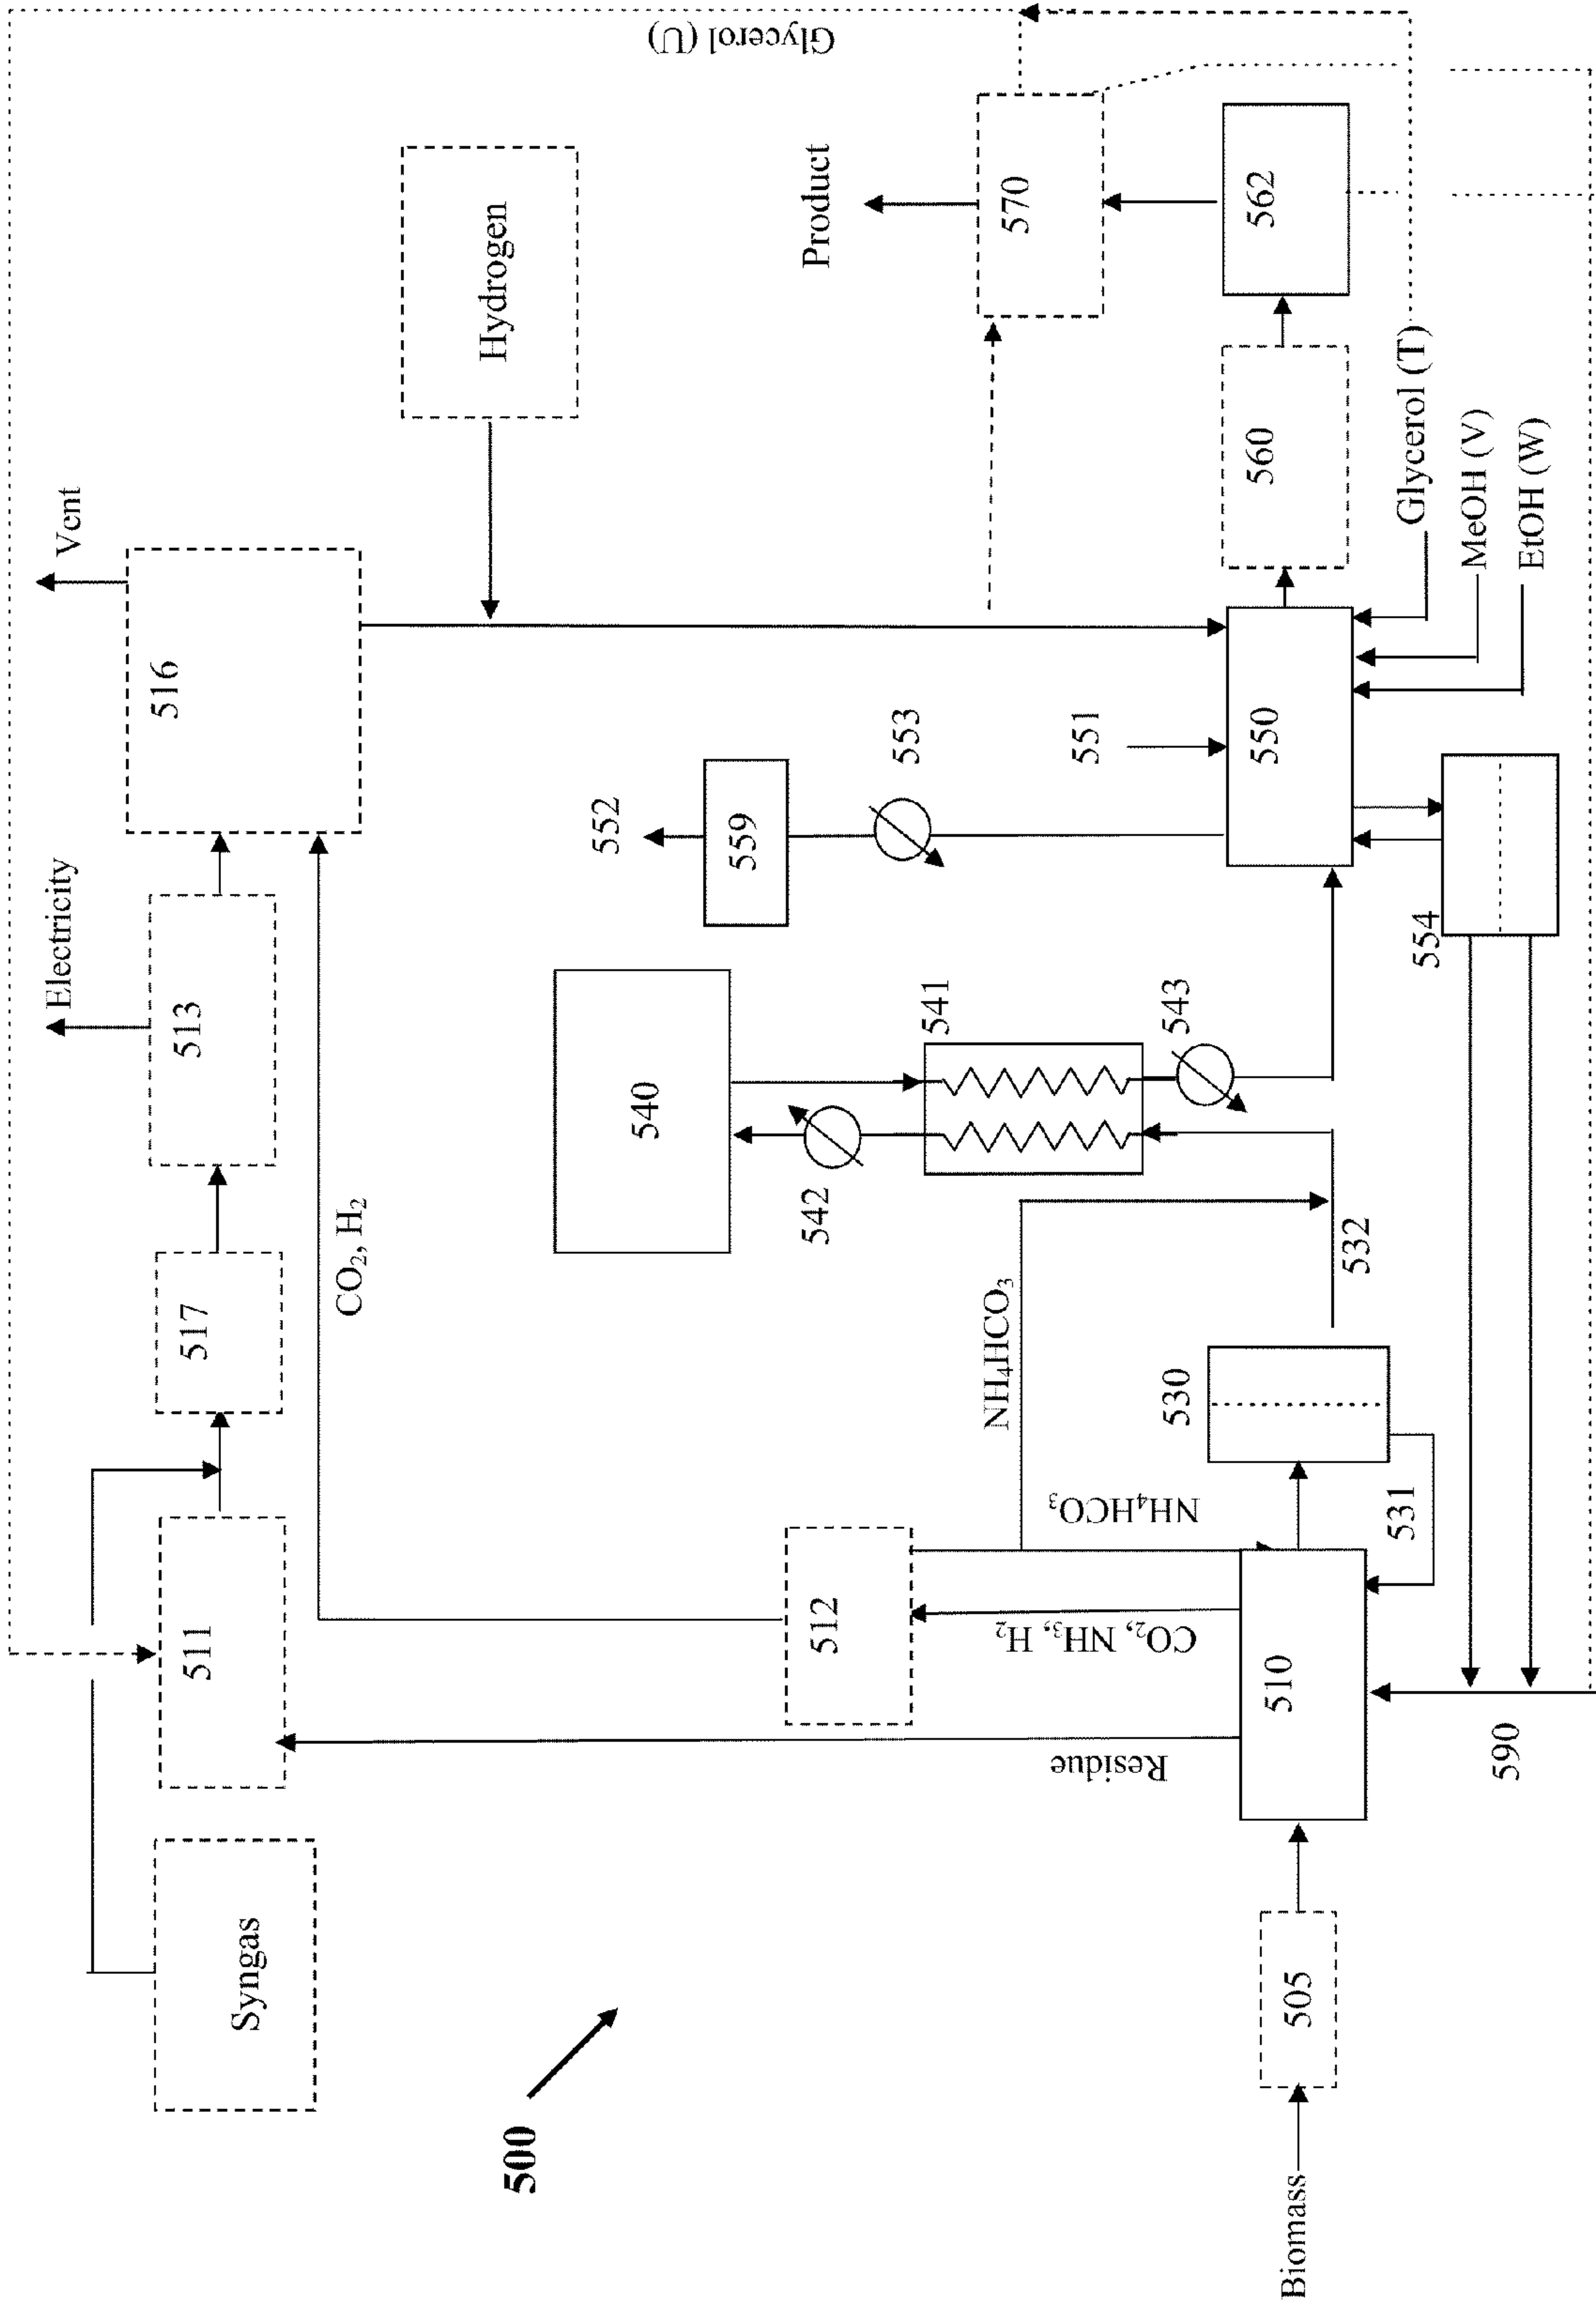 Syngas
511
517
513
Electricity
516
Vent
Hydrogen
Glycerol (U)
CO₂, H₂
500
512
540
542
541
543
552
559
553
551
Product
570
Residue
CO₂, NH₃, H₂
NH₄HCO₃
NH₄HCO₃
Biomass
505
510
530
531
532
550
560
562
554
Glycerol (T)
MeOH (V)
EtOH (W)
590